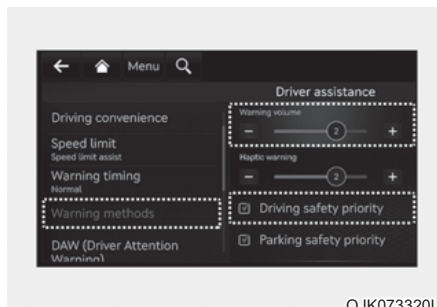 Menu
Driver assistance
Driving convenience
Speed limit
Speed limit assist
Warning timing
Normal
Warning methods
DAW (Driver Attention
Warning)
Warning volume
− 2 +
Haptic warning
− 2 +
Driving safety priority
Parking safety priority
OJK073320L